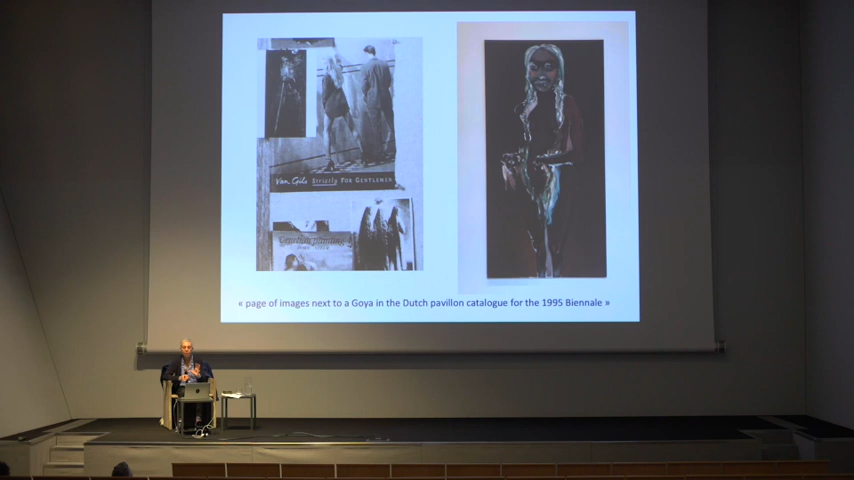 Van Gils Strictly FOR GENTLEMEN
« page of images next to a Goya in the Dutch pavillon catalogue for the 1995 Biennale »